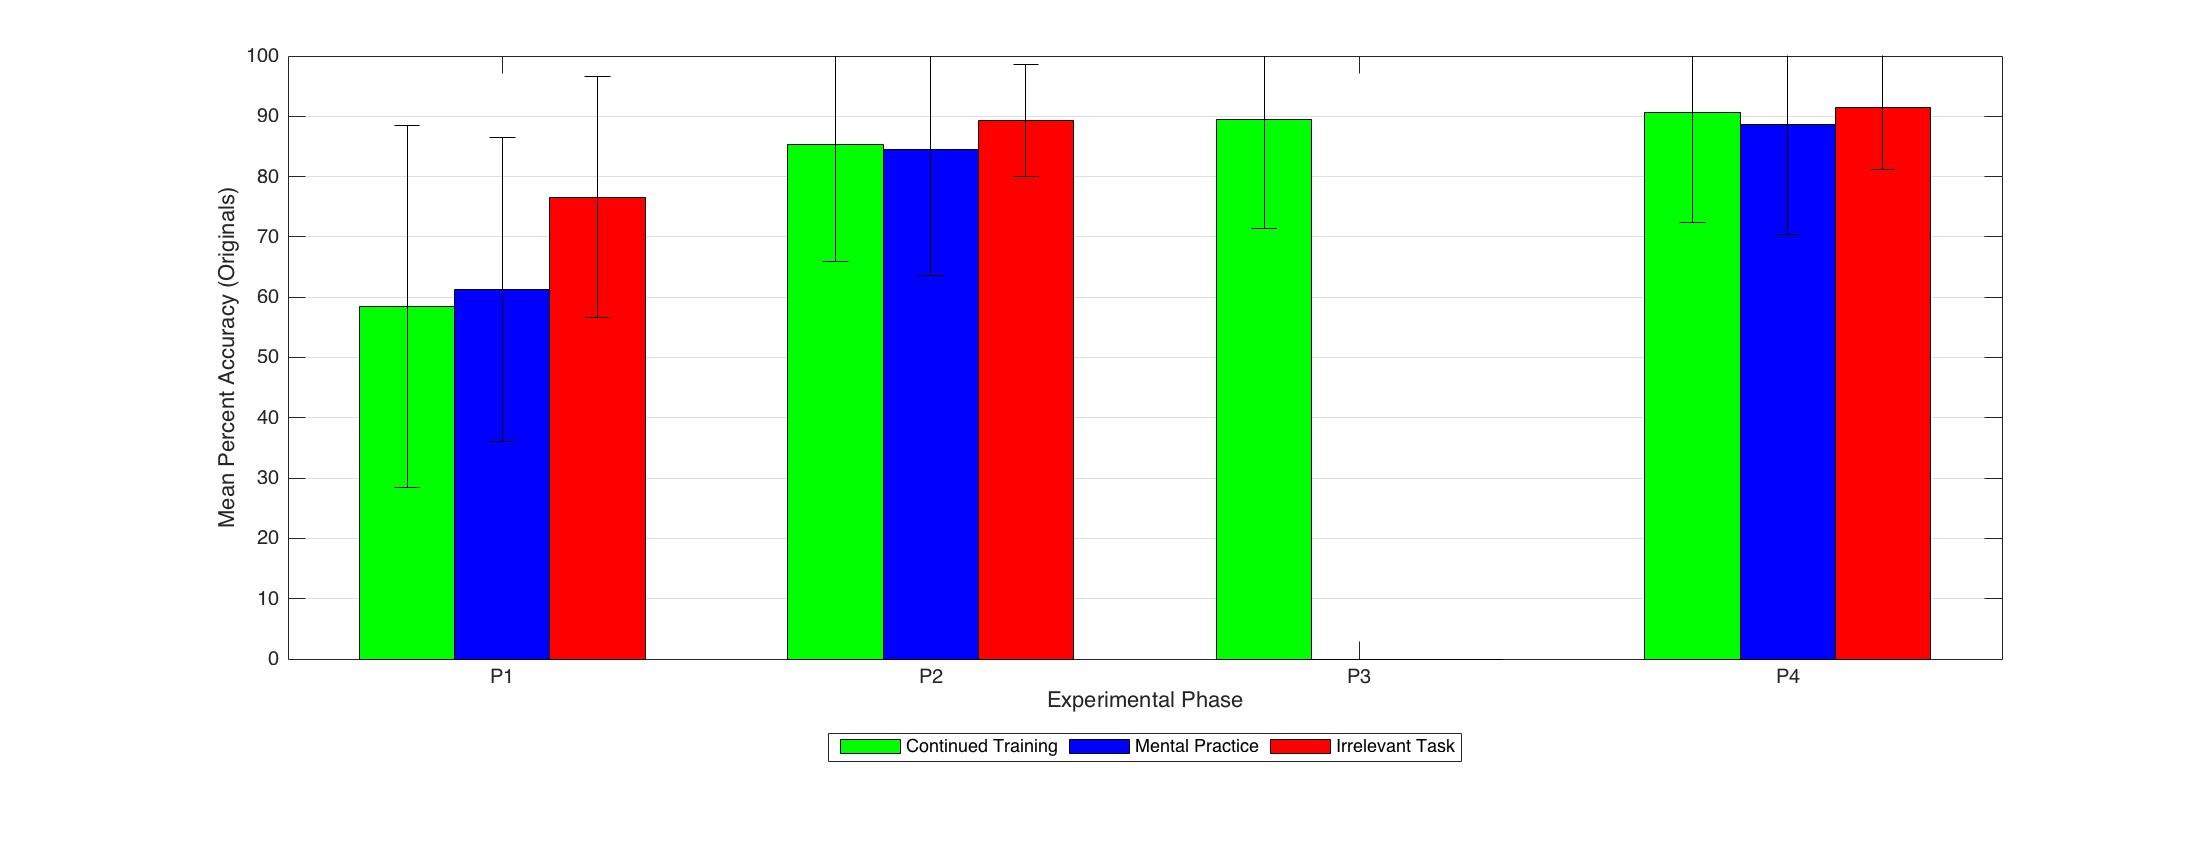 Mean Percent Accuracy (Originals)
100
90
80
70
60
50
40
30
20
10
0
P1 P2 P3 P4
Experimental Phase
Continued Training Mental Practice Irrelevant Task